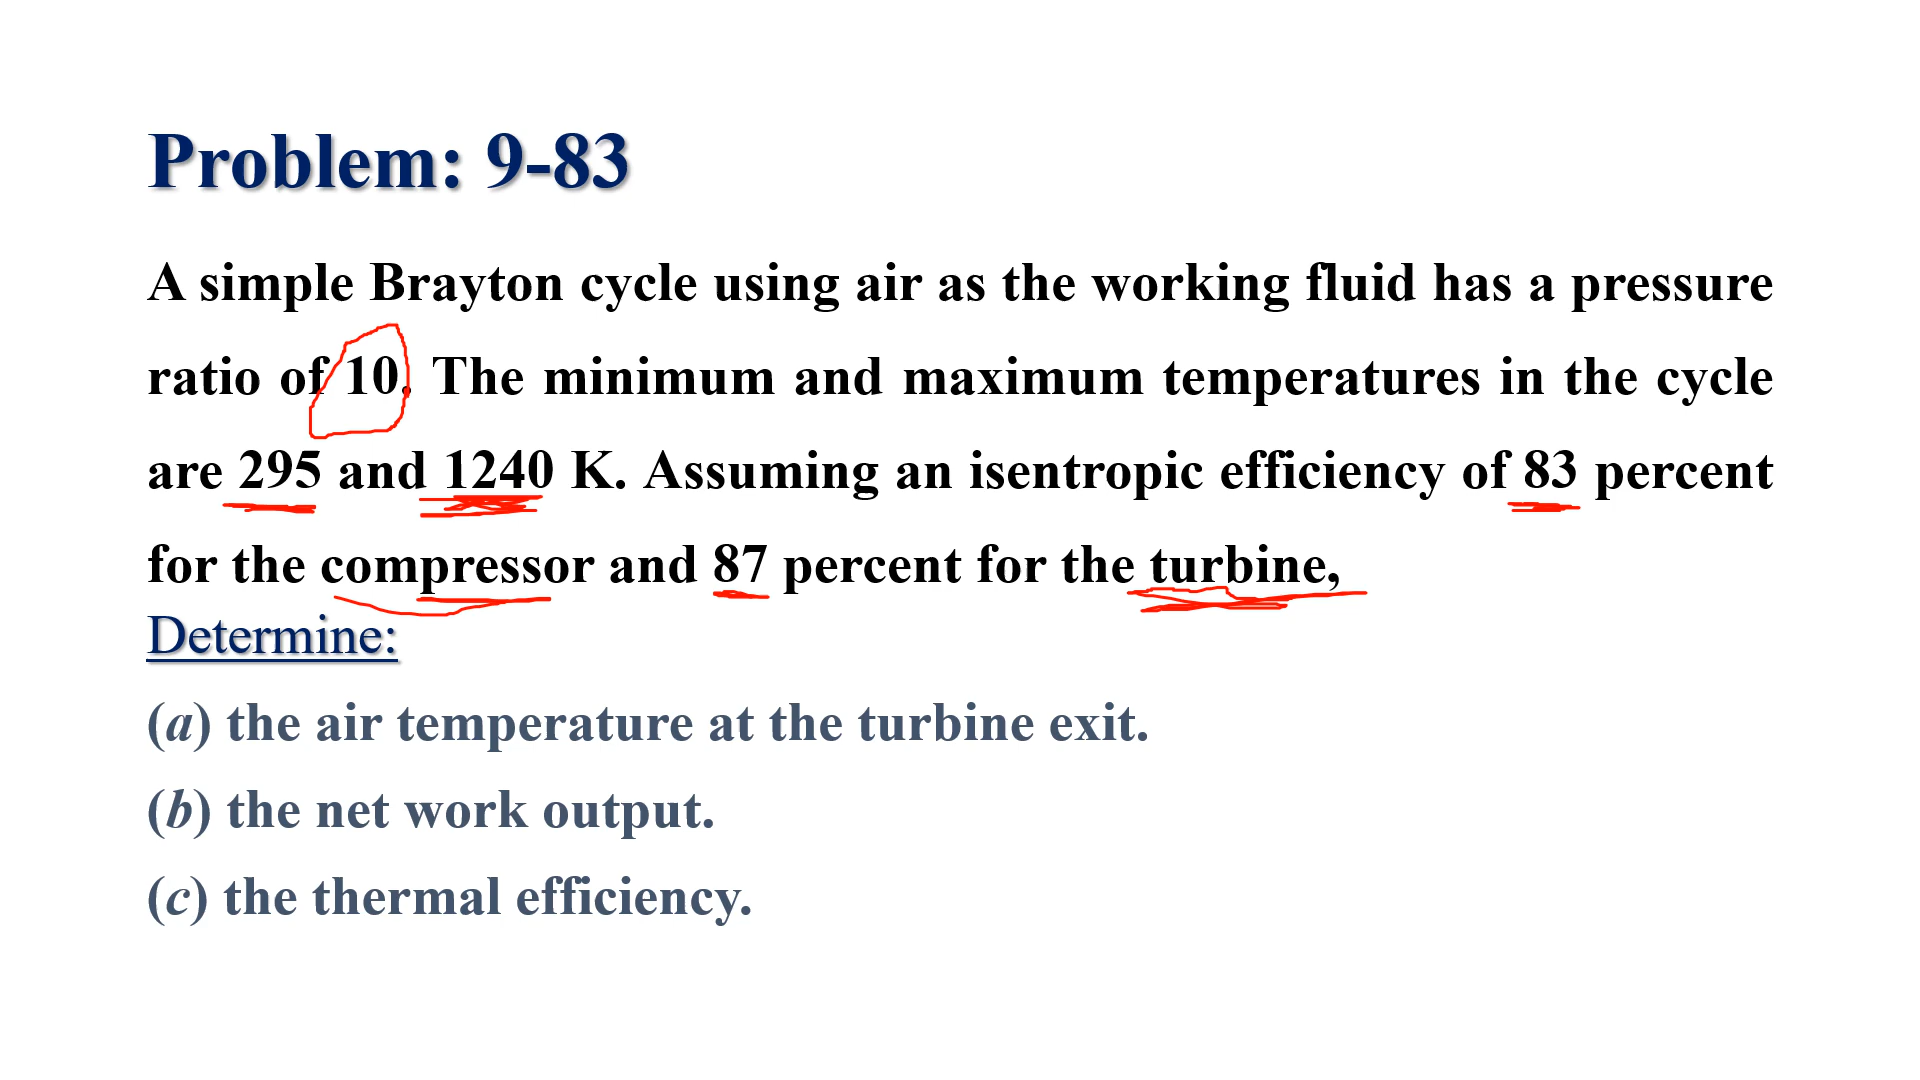 Problem: 9-83
A simple Brayton cycle using air as the working fluid has a pressure
ratio of 10. The minimum and maximum temperatures in the cycle
are 295 and 1240 K. Assuming an isentropic efficiency of 83 percent
for the compressor and 87 percent for the turbine,
Determine:
(a) the air temperature at the turbine exit.
(b) the net work output.
(c) the thermal efficiency.